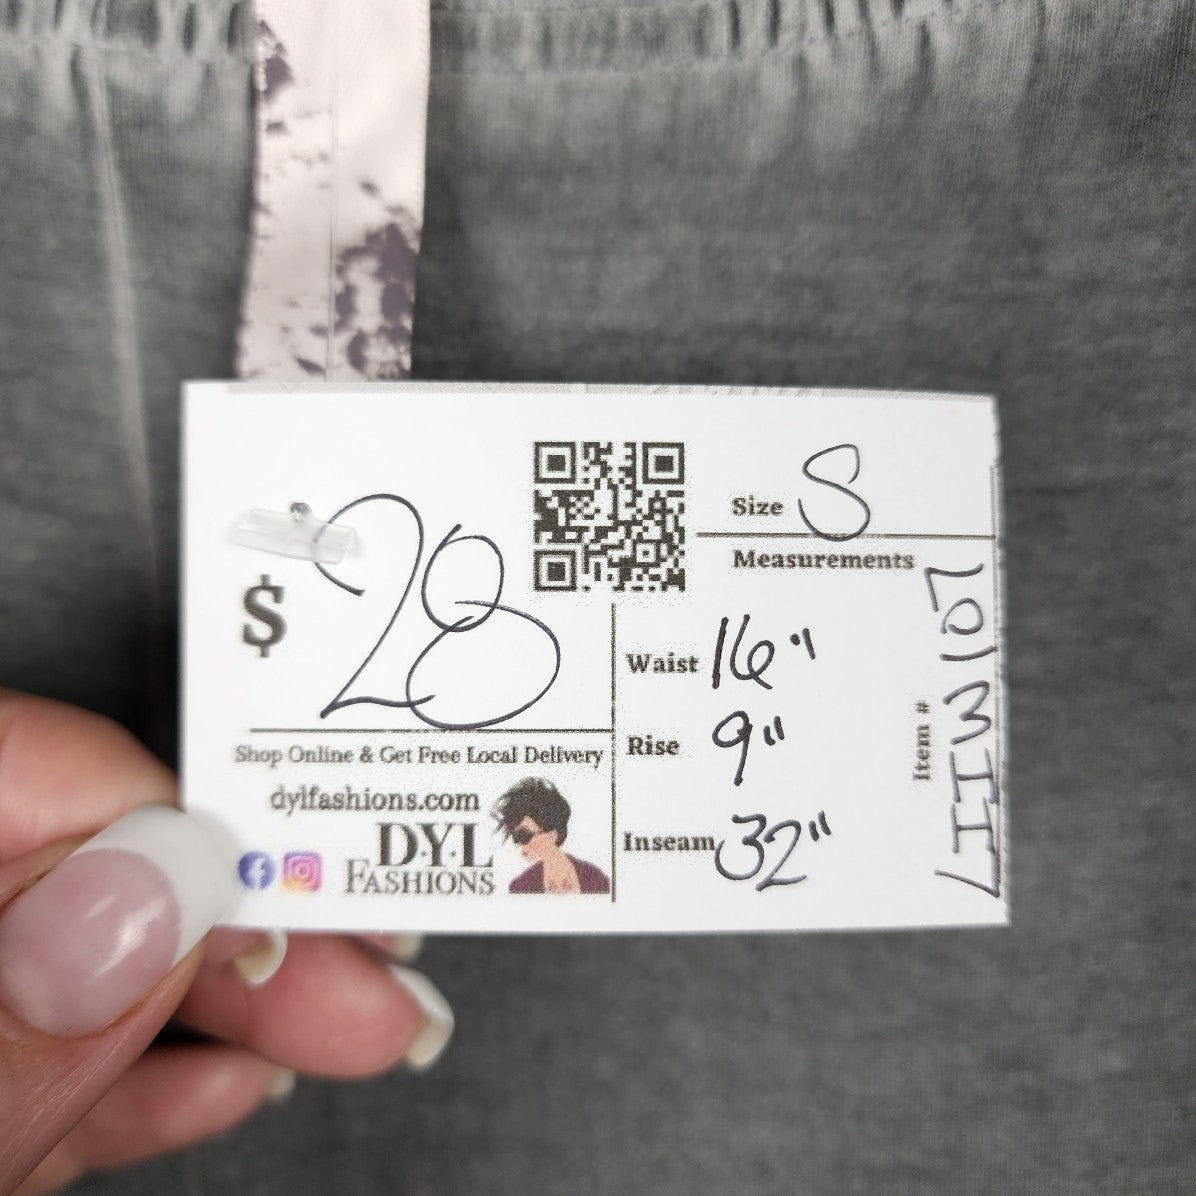 $ 28
Shop Online & Get Free Local Delivery
dylfashions.com
D·Y·L
FASHIONS
Size S
Measurements
Waist 16"
Rise 9"
Inseam 32"
Item # LIIW107